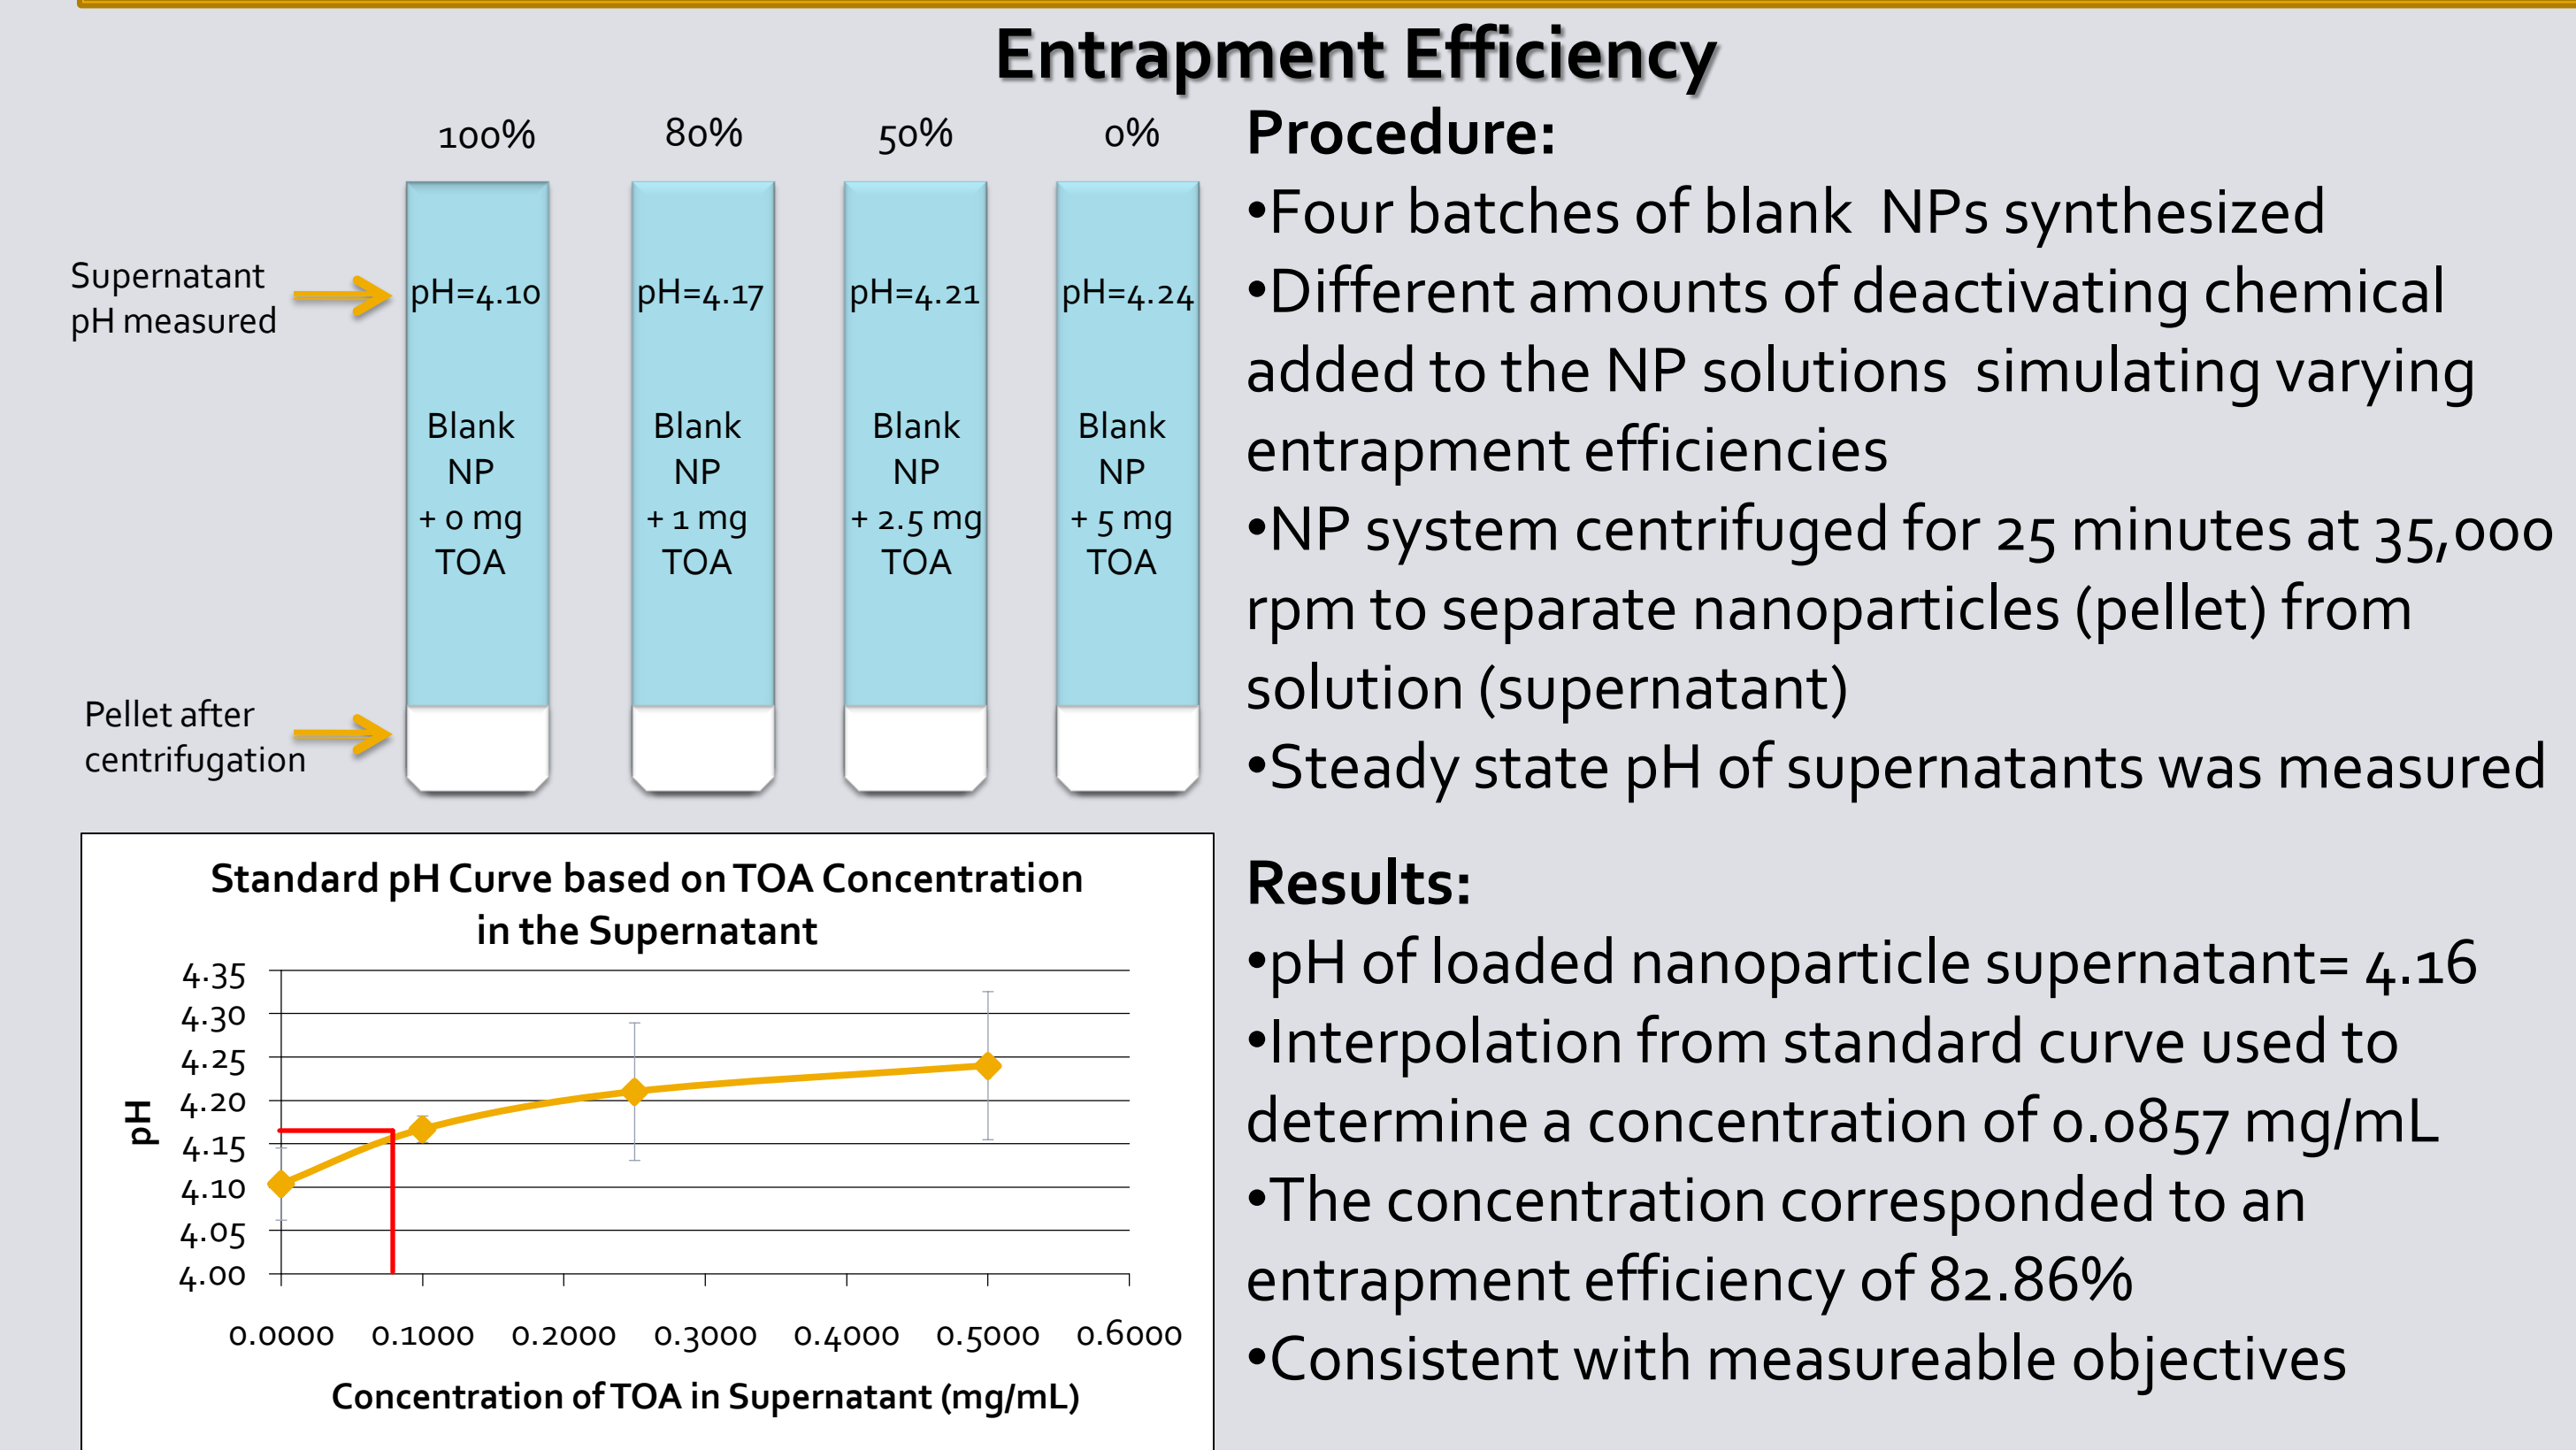 Entrapment Efficiency
100% 80% 50% 0%
Supernatant
pH measured
pH=4.10 pH=4.17 pH=4.21 pH=4.24
Blank
NP
+ 0 mg
TOA
Blank
NP
+ 1 mg
TOA
Blank
NP
+ 2.5 mg
TOA
Blank
NP
+ 5 mg
TOA
Pellet after
centrifugation
Procedure:
•Four batches of blank NPs synthesized
•Different amounts of deactivating chemical
added to the NP solutions simulating varying
entrapment efficiencies
•NP system centrifuged for 25 minutes at 35,000
rpm to separate nanoparticles (pellet) from
solution (supernatant)
•Steady state pH of supernatants was measured
Standard pH Curve based on TOA Concentration
in the Supernatant
pH
4.35
4.30
4.25
4.20
4.15
4.10
4.05
4.00
0.0000 0.1000 0.2000 0.3000 0.4000 0.5000 0.6000
Concentration of TOA in Supernatant (mg/mL)
Results:
•pH of loaded nanoparticle supernatant= 4.16
•Interpolation from standard curve used to
determine a concentration of 0.0857 mg/mL
•The concentration corresponded to an
entrapment efficiency of 82.86%
•Consistent with measureable objectives